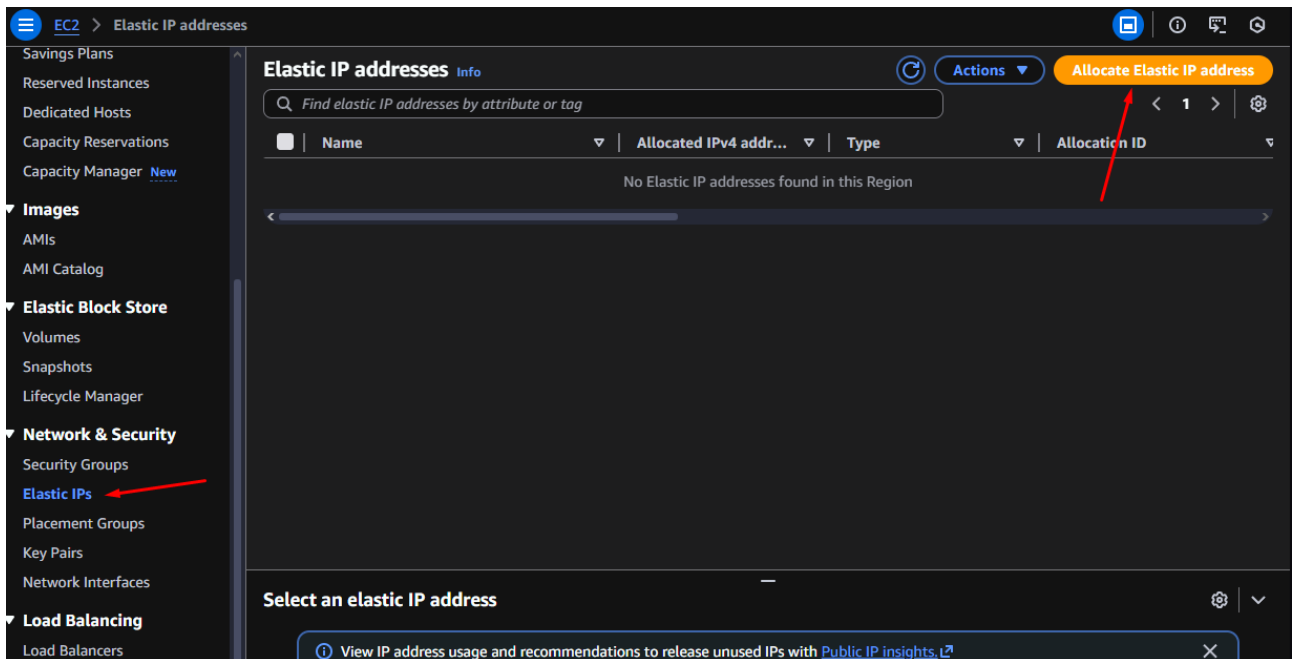 EC2 > Elastic IP addresses
Savings Plans
Reserved Instances
Dedicated Hosts
Capacity Reservations
Capacity Manager New
Images
AMIs
AMI Catalog
Elastic Block Store
Volumes
Snapshots
Lifecycle Manager
Network & Security
Security Groups
Elastic IPs
Placement Groups
Key Pairs
Network Interfaces
Load Balancing
Load Balancers
Elastic IP addresses Info
Actions
Allocate Elastic IP address
Find elastic IP addresses by attribute or tag
1
Name Allocated IPv4 addr... Type Allocation ID
No Elastic IP addresses found in this Region
Select an elastic IP address
View IP address usage and recommendations to release unused IPs with Public IP insights.